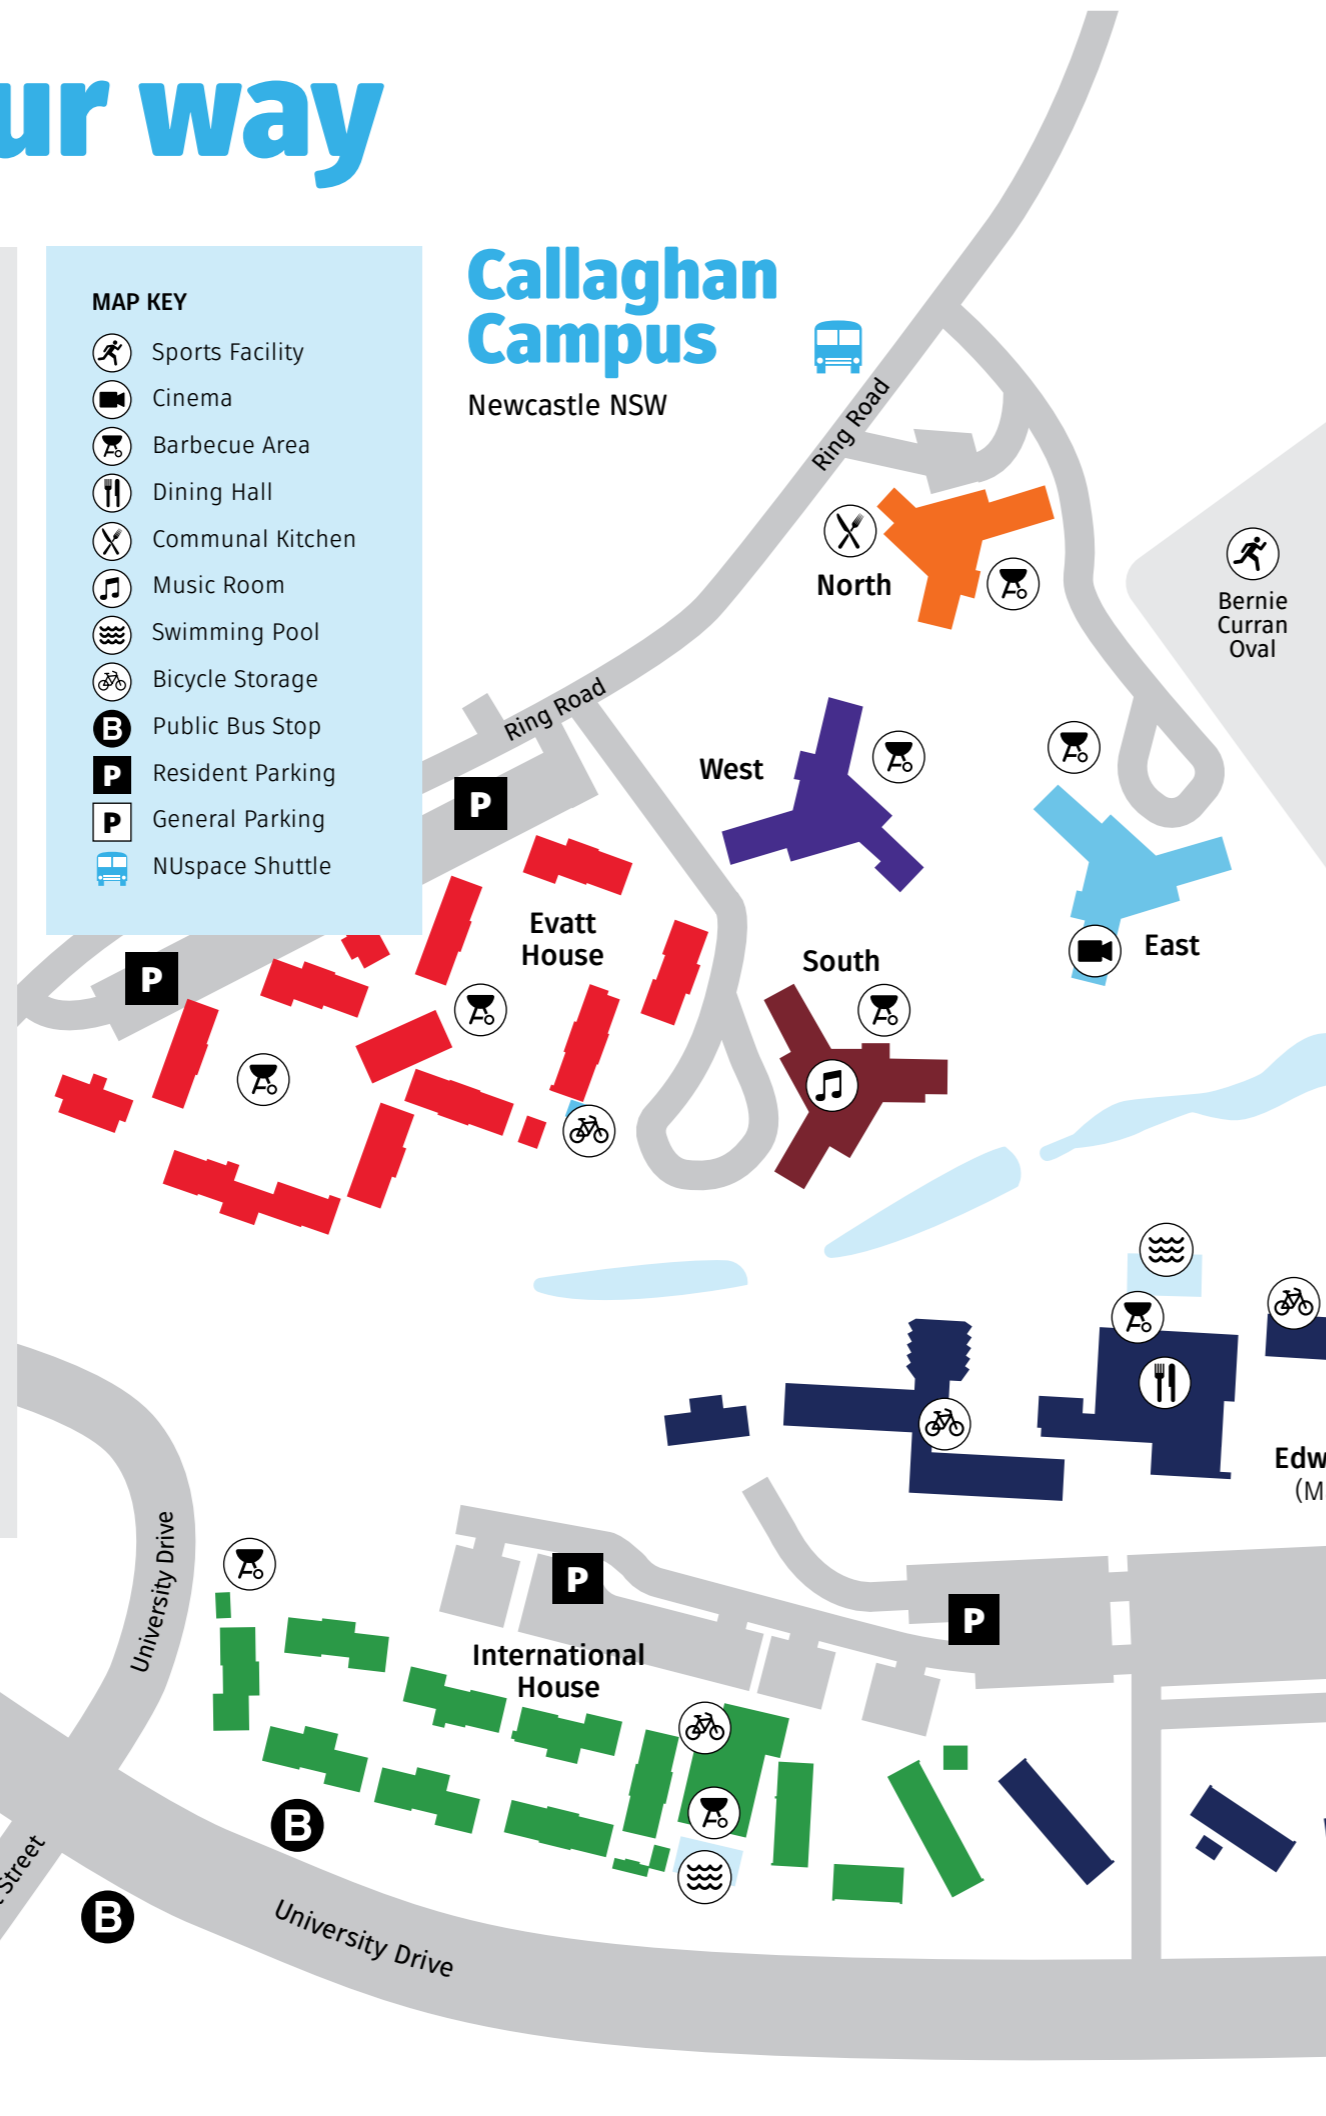 ur way
MAP KEY
Sports Facility
Cinema
Barbecue Area
Dining Hall
Communal Kitchen
Music Room
Swimming Pool
Bicycle Storage
B Public Bus Stop
P Resident Parking
P General Parking
NUspace Shuttle
Callaghan
Campus
Newcastle NSW
Ring Road
North
Bernie
Curran
Oval
Ring Road
West
P
Evatt
House
South
East
P
Edw
(M
University Drive
P
P
International
House
B
Street
B
University Drive